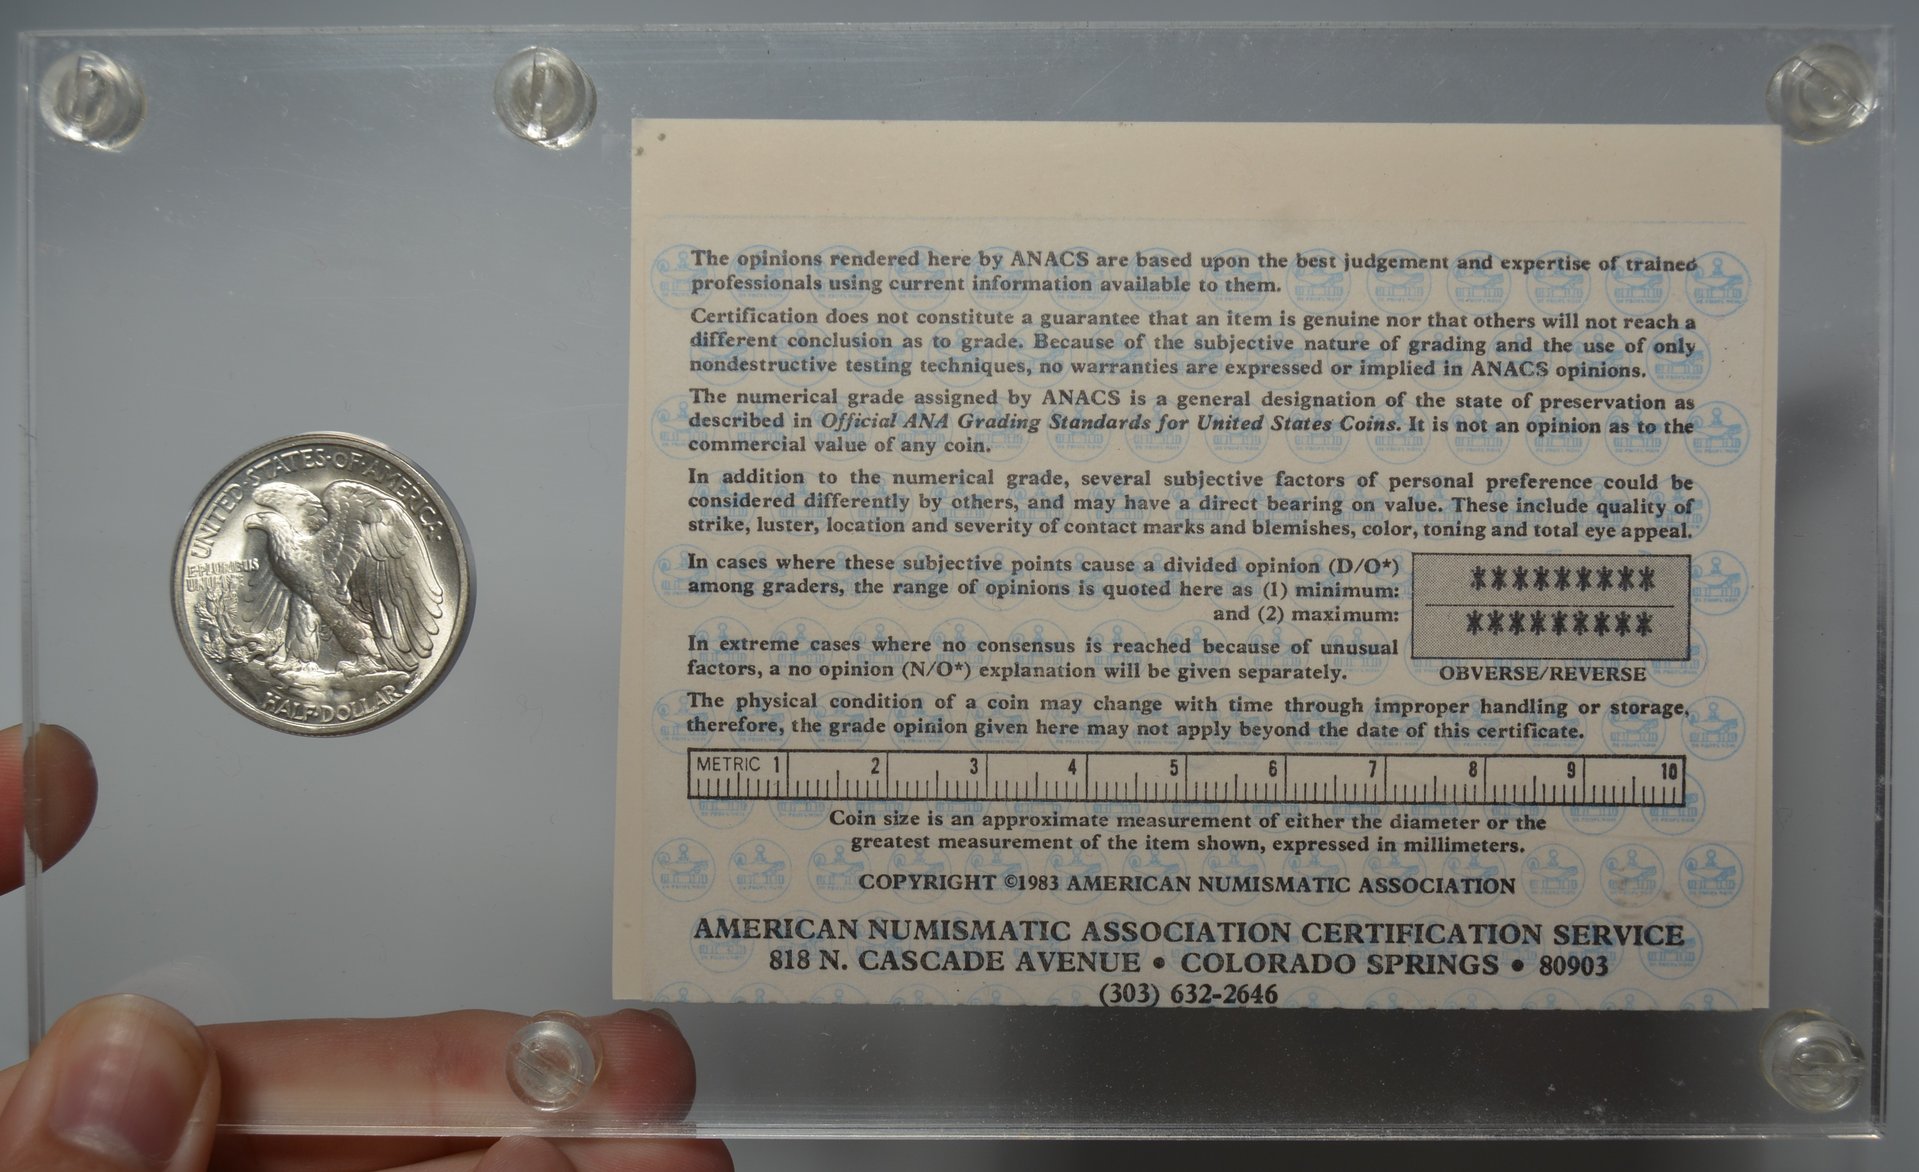 UNITED·STATES·OF·AMERICA·
E·PLURIBUS
UNUM
HALF·DOLLAR
The opinions rendered here by ANACS are based upon the best judgement and expertise of trained
professionals using current information available to them.
Certification does not constitute a guarantee that an item is genuine nor that others will not reach a
different conclusion as to grade. Because of the subjective nature of grading and the use of only
nondestructive testing techniques, no warranties are expressed or implied in ANACS opinions.
The numerical grade assigned by ANACS is a general designation of the state of preservation as
described in Official ANA Grading Standards for United States Coins. It is not an opinion as to the
commercial value of any coin.
In addition to the numerical grade, several subjective factors of personal preference could be
considered differently by others, and may have a direct bearing on value. These include quality of
strike, luster, location and severity of contact marks and blemishes, color, toning and total eye appeal.
In cases where these subjective points cause a divided opinion (D/O*)
among graders, the range of opinions is quoted here as (1) minimum:
and (2) maximum:
*********
*********
OBVERSE/REVERSE
In extreme cases where no consensus is reached because of unusual
factors, a no opinion (N/O*) explanation will be given separately.
The physical condition of a coin may change with time through improper handling or storage,
therefore, the grade opinion given here may not apply beyond the date of this certificate.
METRIC 1 2 3 4 5 6 7 8 9 10
Coin size is an approximate measurement of either the diameter or the
greatest measurement of the item shown, expressed in millimeters.
COPYRIGHT ©1983 AMERICAN NUMISMATIC ASSOCIATION
AMERICAN NUMISMATIC ASSOCIATION CERTIFICATION SERVICE
818 N. CASCADE AVENUE • COLORADO SPRINGS • 80903
(303) 632-2646